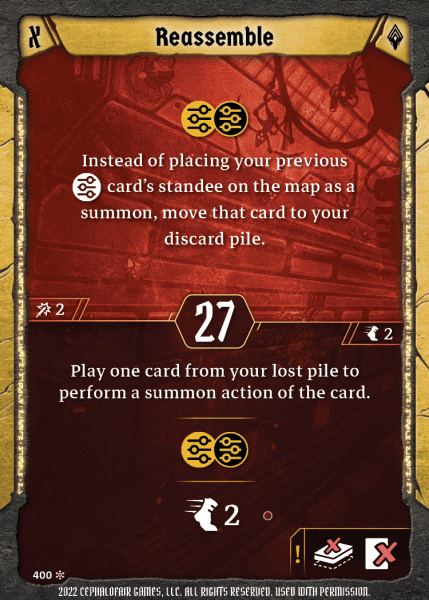 X
Reassemble
Instead of placing your previous
card's standee on the map as a
summon, move that card to your
discard pile.
2
27
2
Play one card from your lost pile to
perform a summon action of the card.
2
!
400
2022 CEPHALOFAIR GAMES, LLC. ALL RIGHTS RESERVED. USED WITH PERMISSION.